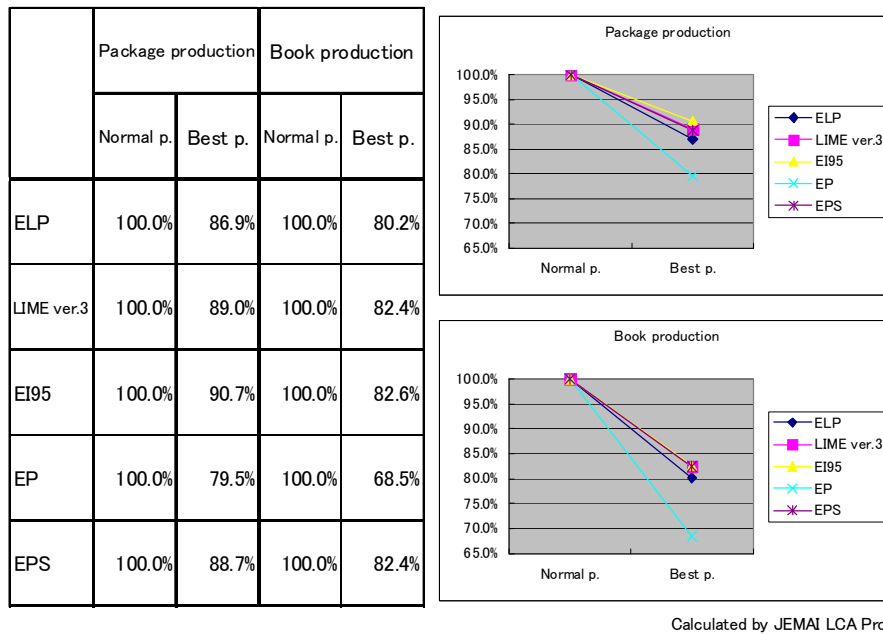 Package production Book production
Normal p. Best p. Normal p. Best p.
ELP 100.0% 86.9% 100.0% 80.2%
LIME ver.3 100.0% 89.0% 100.0% 82.4%
EI95 100.0% 90.7% 100.0% 82.6%
EP 100.0% 79.5% 100.0% 68.5%
EPS 100.0% 88.7% 100.0% 82.4%
Package production
100.0%
95.0%
90.0%
85.0%
80.0%
75.0%
70.0%
65.0%
Normal p. Best p.
ELP
LIME ver.3
EI95
EP
EPS
Book production
100.0%
95.0%
90.0%
85.0%
80.0%
75.0%
70.0%
65.0%
Normal p. Best p.
ELP
LIME ver.3
EI95
EP
EPS
Calculated by JEMAI LCA Pro